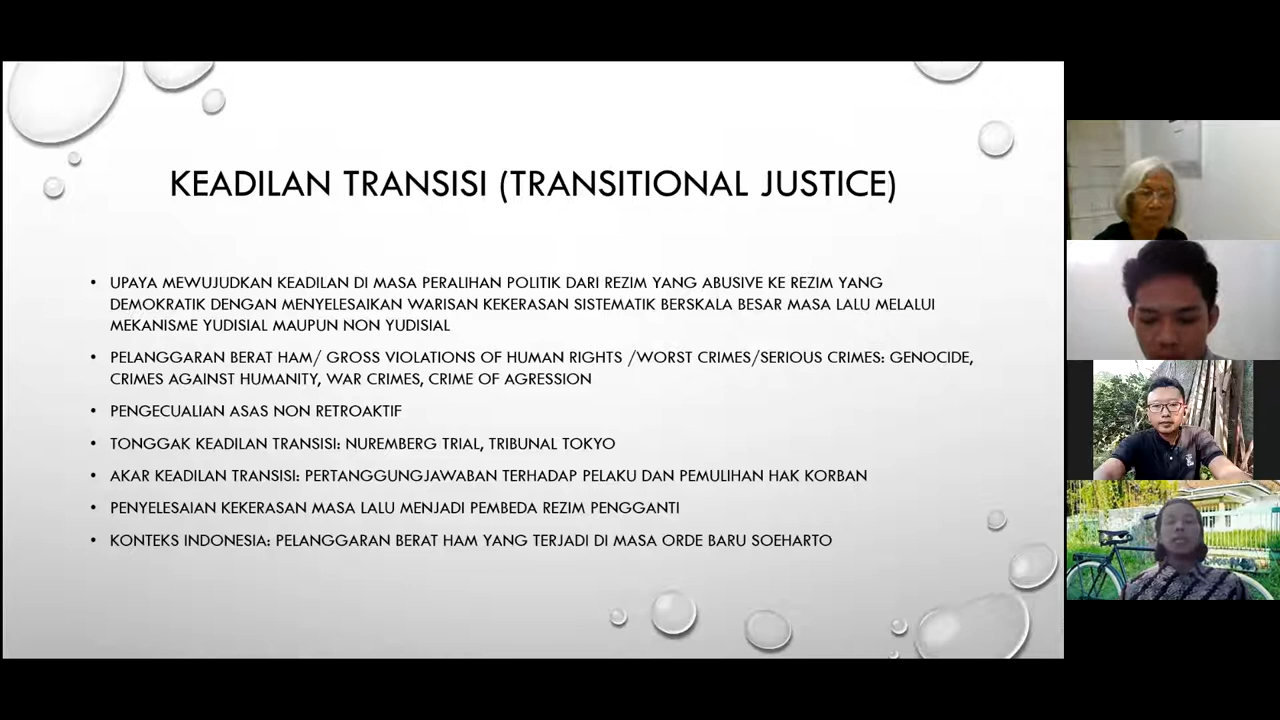 KEADILAN TRANSISI (TRANSITIONAL JUSTICE)
• UPAYA MEWUJUDKAN KEADILAN DI MASA PERALIHAN POLITIK DARI REZIM YANG ABUSIVE KE REZIM YANG
DEMOKRATIK DENGAN MENYELESAIKAN WARISAN KEKERASAN SISTEMATIK BERSKALA BESAR MASA LALU MELALUI
MEKANISME YUDISIAL MAUPUN NON YUDISIAL
• PELANGGARAN BERAT HAM/ GROSS VIOLATIONS OF HUMAN RIGHTS /WORST CRIMES/SERIOUS CRIMES: GENOCIDE,
CRIMES AGAINST HUMANITY, WAR CRIMES, CRIME OF AGRESSION
• PENGECUALIAN ASAS NON RETROAKTIF
• TONGGAK KEADILAN TRANSISI: NUREMBERG TRIAL, TRIBUNAL TOKYO
• AKAR KEADILAN TRANSISI: PERTANGGUNGJAWABAN TERHADAP PELAKU DAN PEMULIHAN HAK KORBAN
• PENYELESAIAN KEKERASAN MASA LALU MENJADI PEMBEDA REZIM PENGGANTI
• KONTEKS INDONESIA: PELANGGARAN BERAT HAM YANG TERJADI DI MASA ORDE BARU SOEHARTO